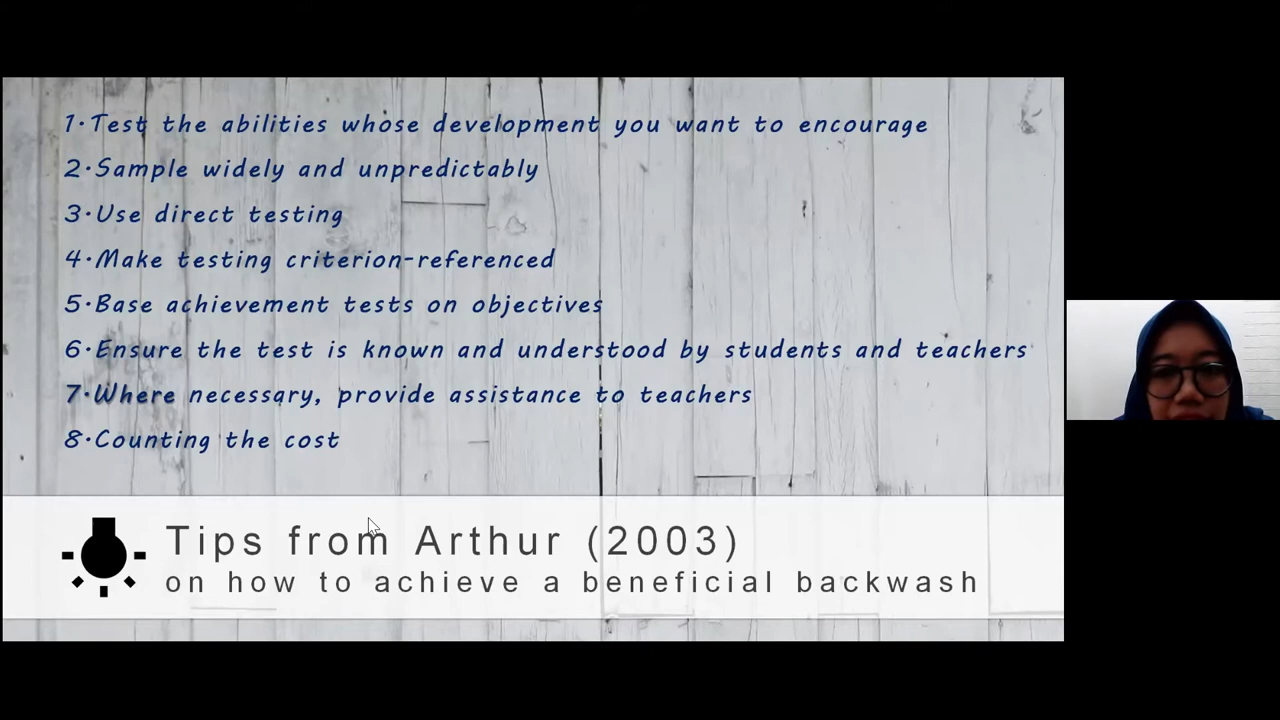 1.Test the abilities whose development you want to encourage
2.Sample widely and unpredictably
3.Use direct testing
4.Make testing criterion-referenced
5.Base achievement tests on objectives
6.Ensure the test is known and understood by students and teachers
7.Where necessary, provide assistance to teachers
8.Counting the cost
Tips from Arthur (2003)
on how to achieve a beneficial backwash